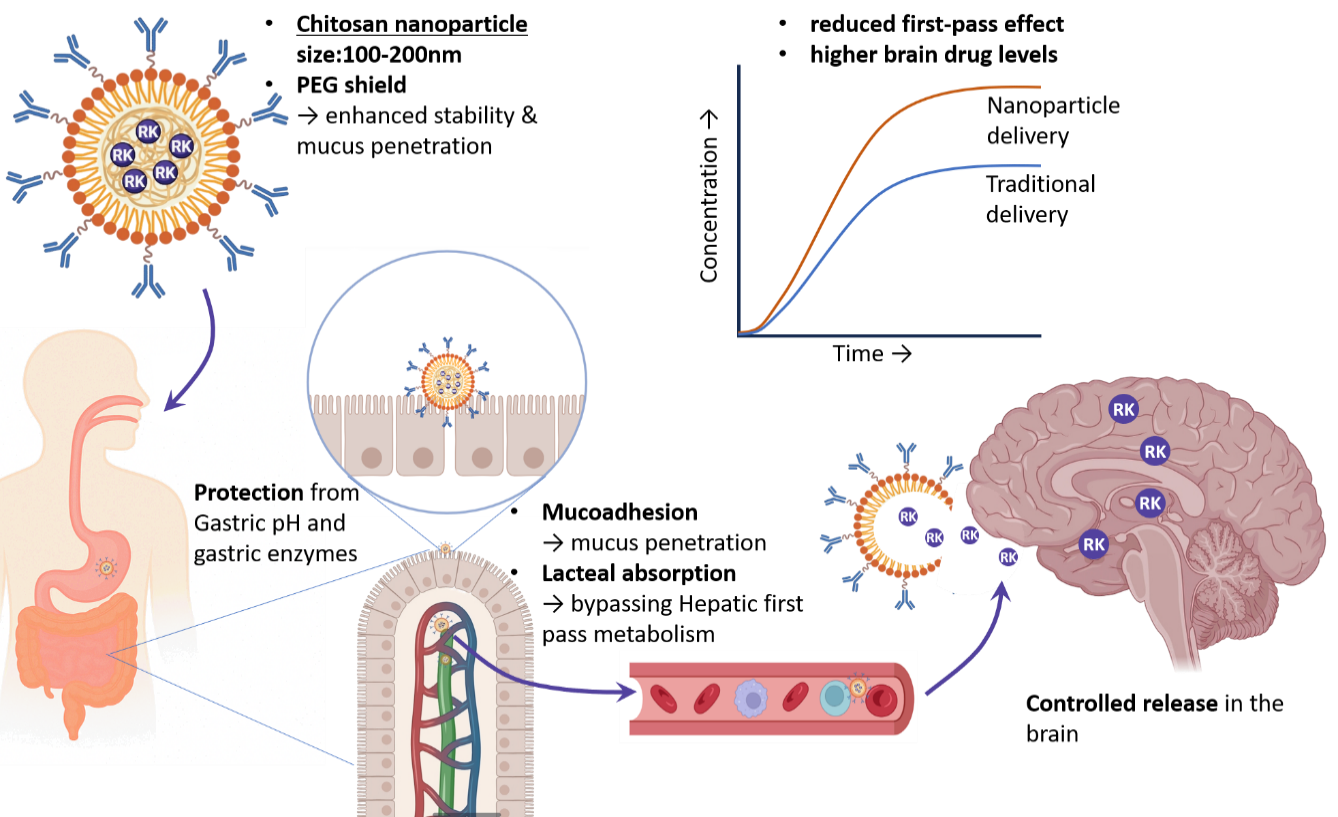 • Chitosan nanoparticle
size:100-200nm
• PEG shield
→ enhanced stability &
mucus penetration
RK
RK
RK
RK
RK
• reduced first-pass effect
• higher brain drug levels
Concentration →
Nanoparticle
delivery
Traditional
delivery
Time →
Protection from
Gastric pH and
gastric enzymes
• Mucoadhesion
→ mucus penetration
• Lacteal absorption
→ bypassing Hepatic first
pass metabolism
RK
RK
RK
RK
RK
RK
RK
RK
Controlled release in the
brain